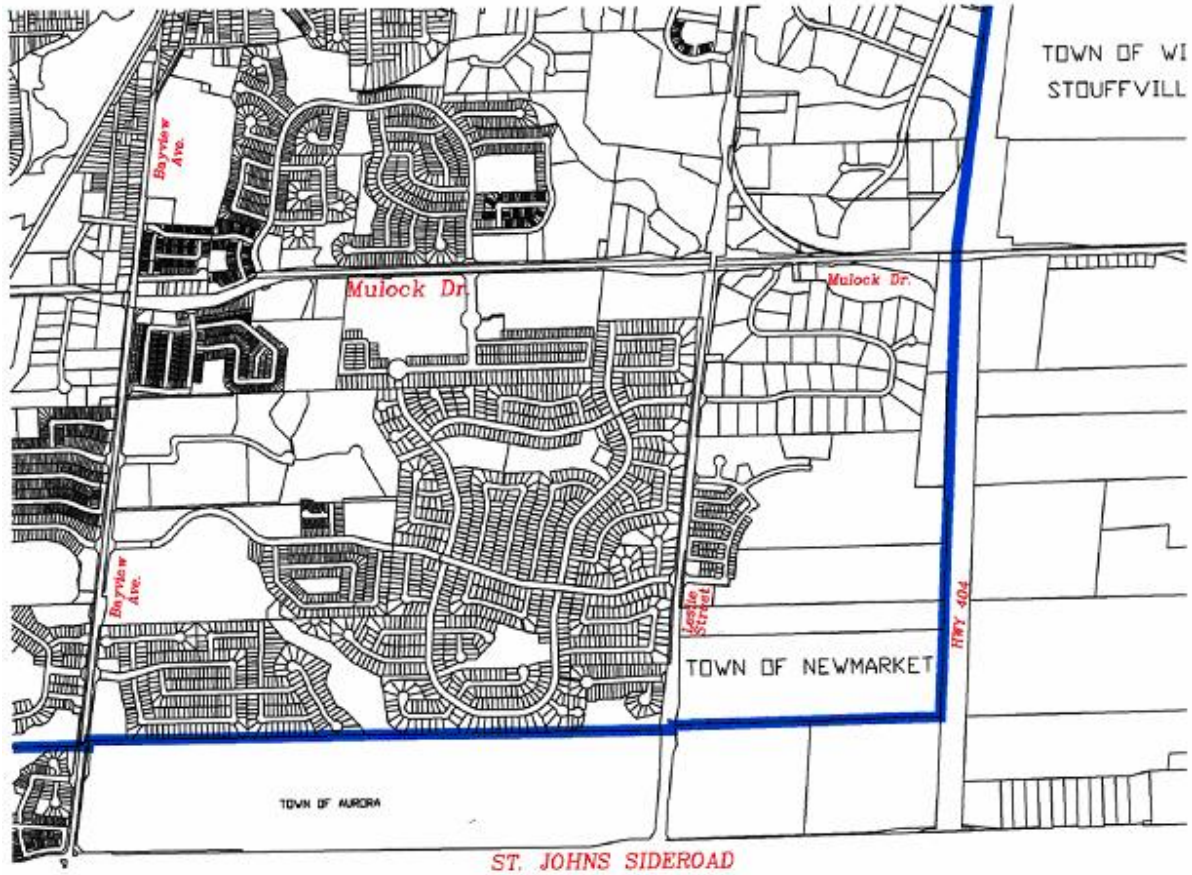 TOWN OF WI
STOUFFVILL
Bayview
Ave.
Mulock Dr.
Mulock Dr.
Bayview
Ave.
Leslie
Street
HWY 404
TOWN OF NEWMARKET
TOWN OF AURORA
ST. JOHNS SIDEROAD